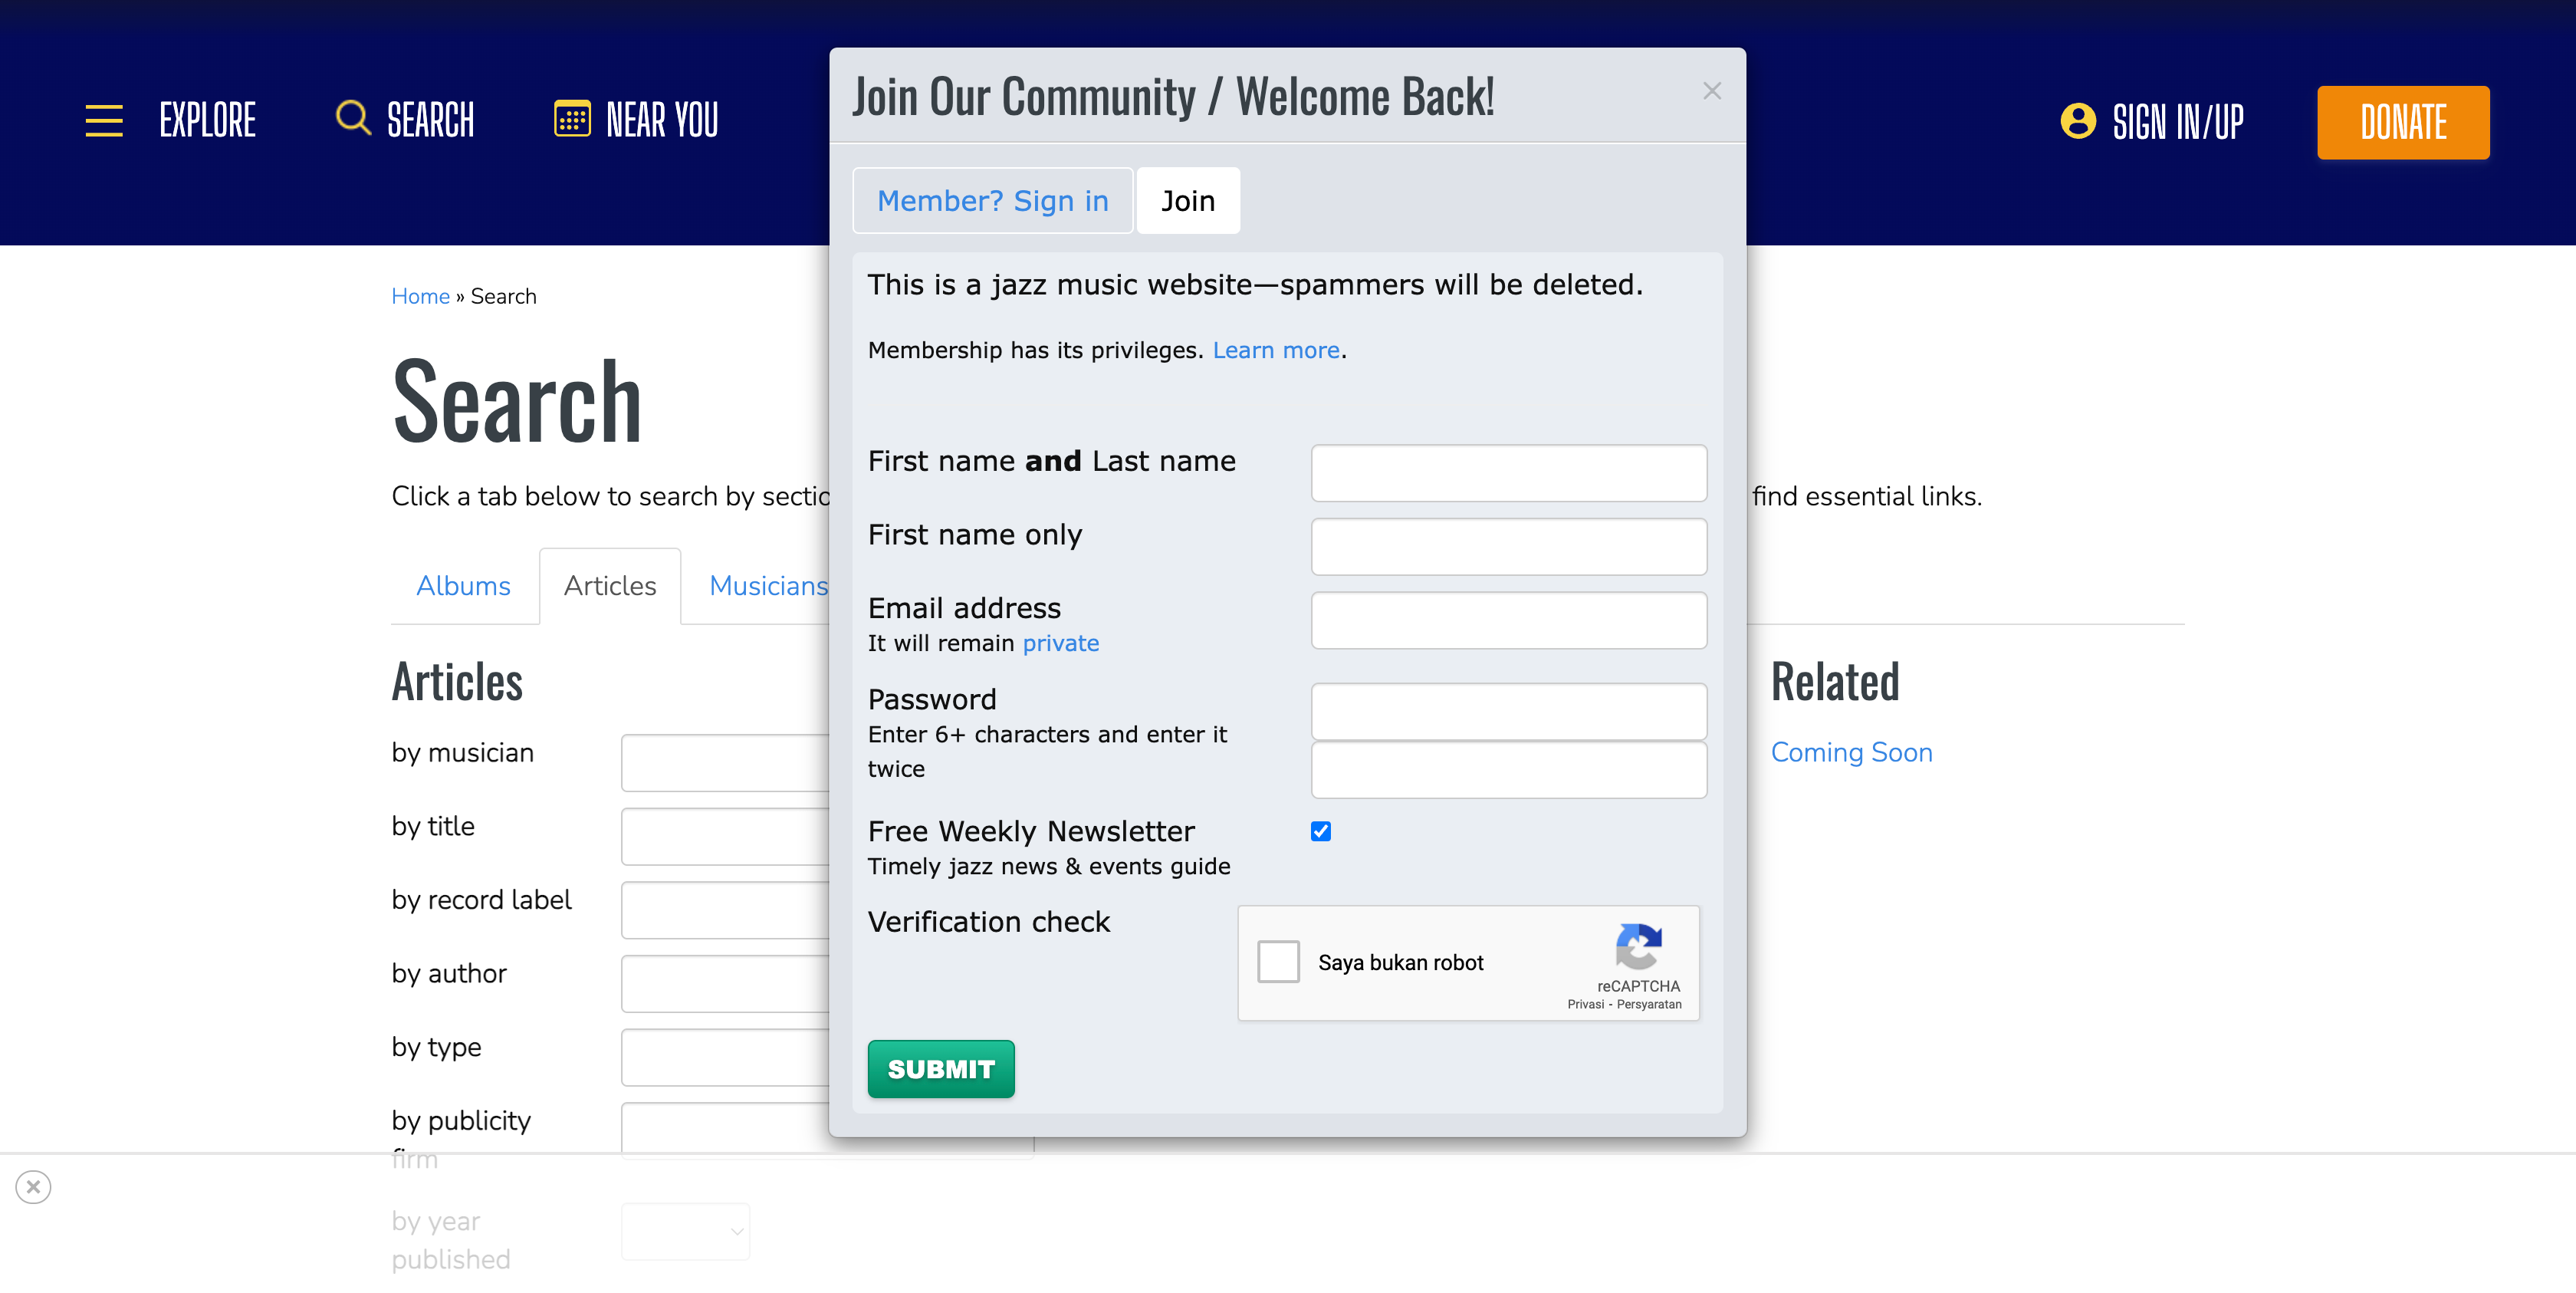 EXPLORE
SEARCH
NEAR YOU
SIGN IN/UP
DONATE
Home » Search
Search
Click a tab below to search by sectio
find essential links.
Albums
Articles
Musicians
Articles
by musician
by title
by record label
by author
by type
by publicity
firm
by year
published
Related
Coming Soon
Join Our Community / Welcome Back!
Member? Sign in
Join
This is a jazz music website—spammers will be deleted.
Membership has its privileges. Learn more.
First name and Last name
First name only
Email address
It will remain private
Password
Enter 6+ characters and enter it
twice
Free Weekly Newsletter
Timely jazz news & events guide
Verification check
Saya bukan robot
reCAPTCHA
Privasi - Persyaratan
SUBMIT